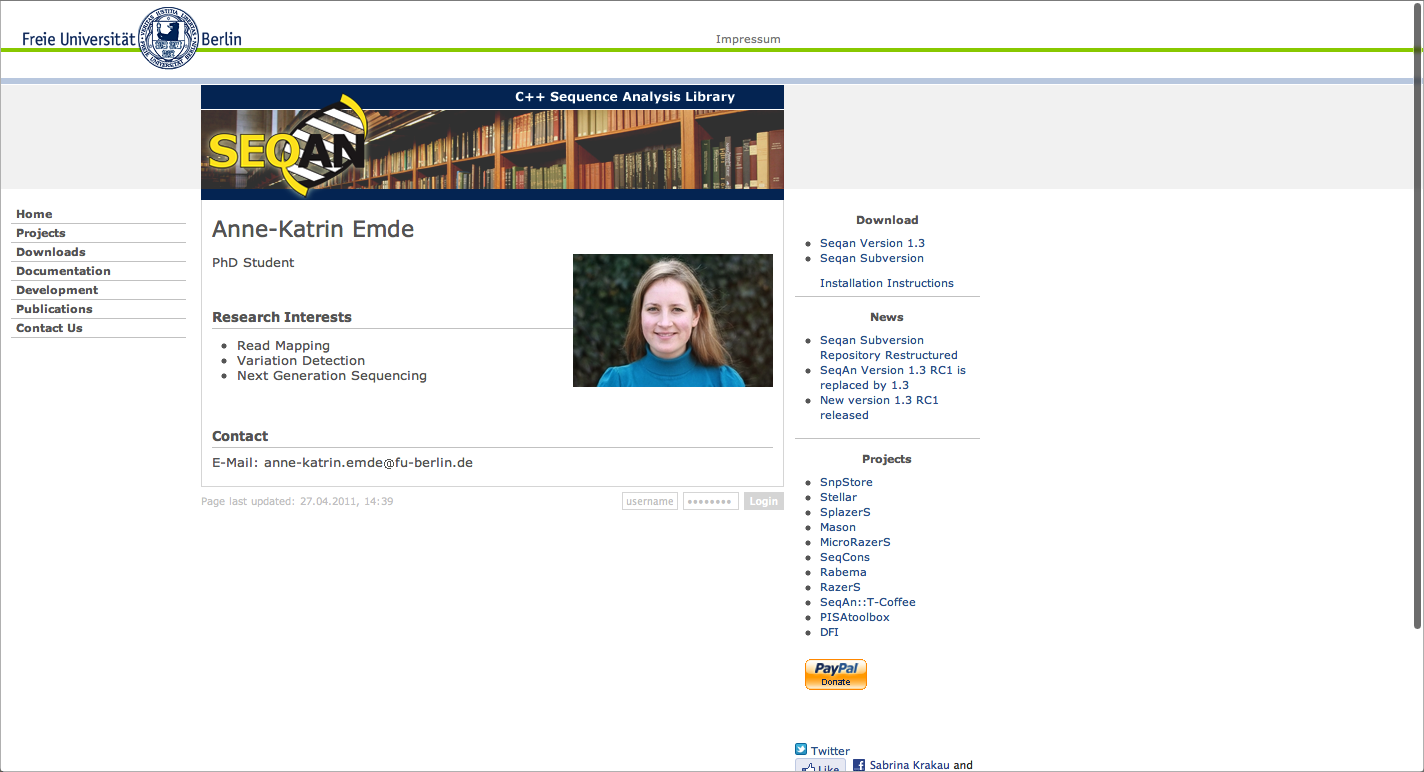 Freie Universität Berlin
Impressum
C++ Sequence Analysis Library
SEQAN
Home
Projects
Downloads
Documentation
Development
Publications
Contact Us
Anne-Katrin Emde
PhD Student
Research Interests
Read Mapping
Variation Detection
Next Generation Sequencing
Contact
E-Mail: anne-katrin.emde@fu-berlin.de
Page last updated: 27.04.2011, 14:39
username
••••••••
Login
Download
Seqan Version 1.3
Seqan Subversion
Installation Instructions
News
Seqan Subversion
Repository Restructured
SeqAn Version 1.3 RC1 is
replaced by 1.3
New version 1.3 RC1
released
Projects
SnpStore
Stellar
SplazerS
Mason
MicroRazerS
SeqCons
Rabema
RazerS
SeqAn::T-Coffee
PISAtoolbox
DFI
PayPal
Donate
Twitter
Like
Sabrina Krakau and